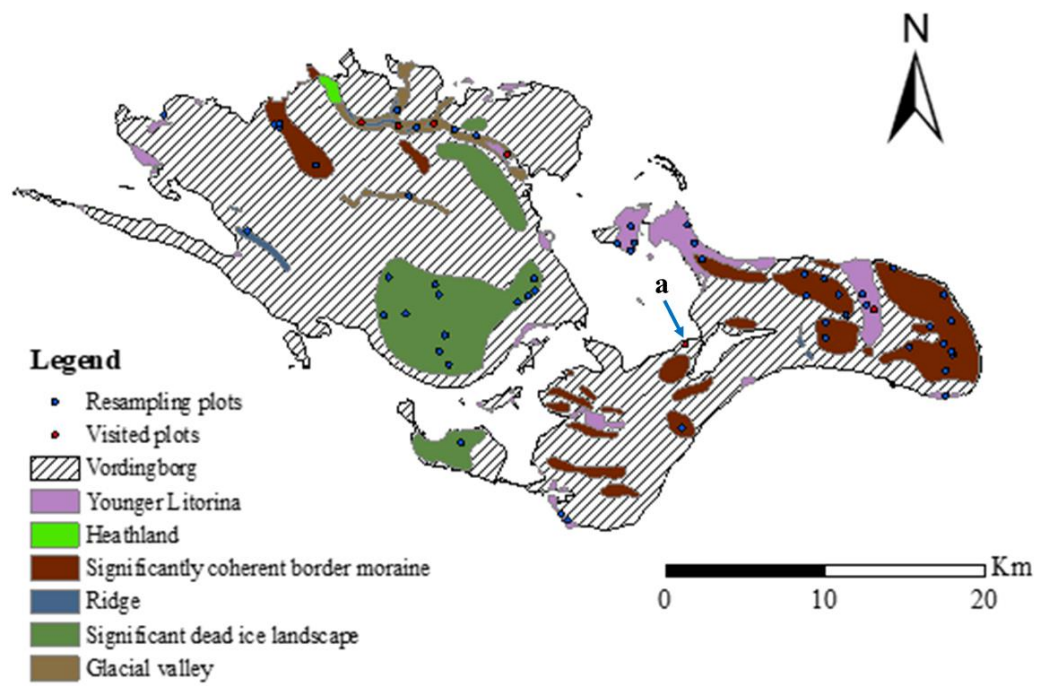 N
a
Legend
Resampling plots
Visited plots
Vordingborg
Younger Litorina
Heathland
Significantly coherent border moraine
Ridge
Significant dead ice landscape
Glacial valley
Km
0 10 20